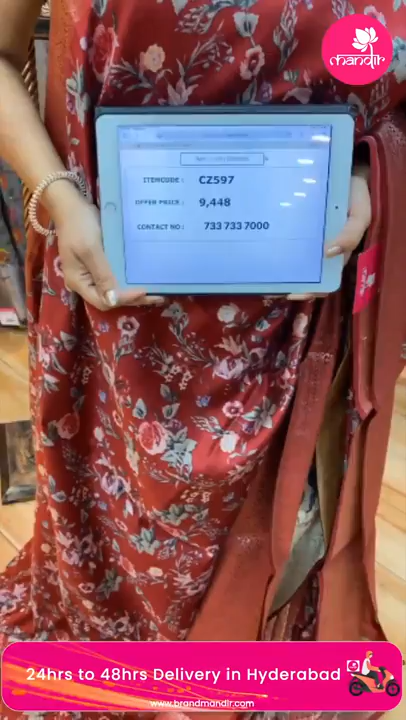 mandir
ITEMCODE : CZ597
OFFER PRICE : 9,448
CONTACT NO : 733 733 7000
24hrs to 48hrs Delivery in Hyderabad
www.brandmandir.com